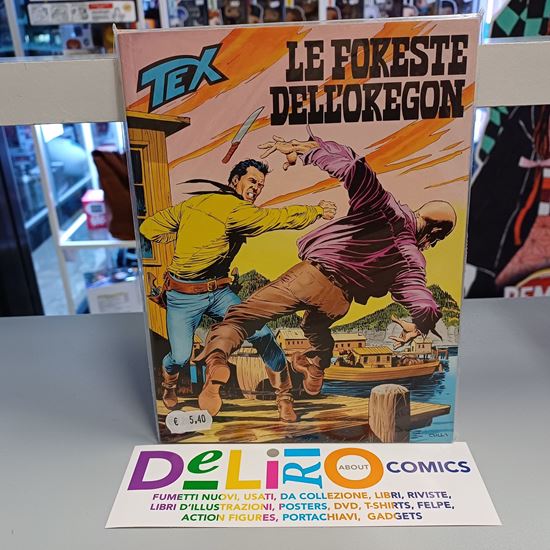 TEX
LE FORESTE
DELL'OREGON
€ 5,40
DeLiRiO ABOUT COMICS
FUMETTI NUOVI, USATI, DA COLLEZIONE, LIBRI, RIVISTE,
LIBRI D'ILLUSTRAZIONI, POSTERS, DVD, T-SHIRTS, FELPE,
ACTION FIGURES, PORTACHIAVI, GADGETS